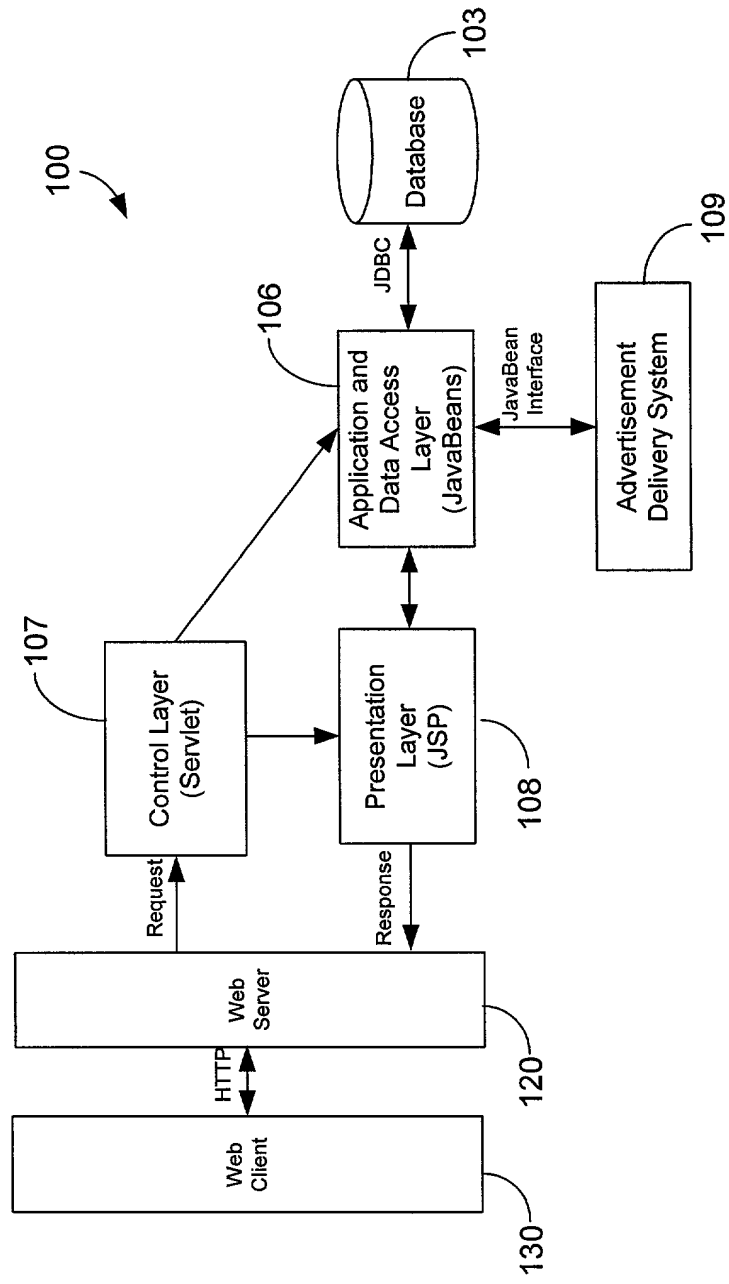 100
107
Control Layer
(Servlet)
106
Application and
Data Access
Layer
(JavaBeans)
JDBC
Database
103
Request
Web
Server
HTTP
Web
Client
Response
Presentation
Layer
(JSP)
JavaBean
Interface
Advertisement
Delivery System
109
108
120
130